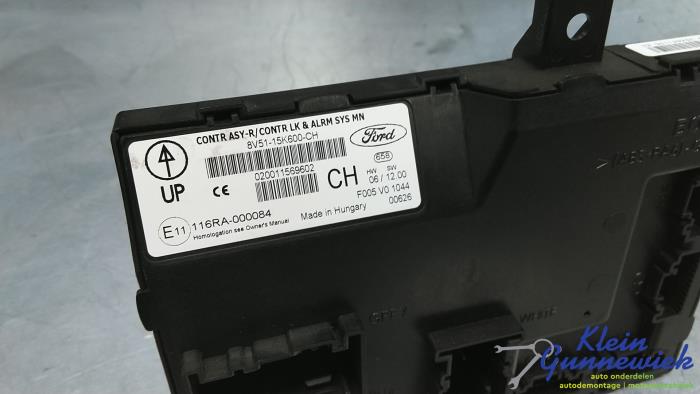 CONTR ASY-R/CONTR LK & ALRM SYS MN
8V51-15K600-CH
Ford
020011569602
658
UP
CE
CH
HW SW
06 / 12.00
F005 V0 1044
00626
E11 116RA-000084
Made in Hungary
Homologation see Owner's Manual
GREY
WHITE
Klein
Gunnewiek
auto onderdelen
autodemontage |